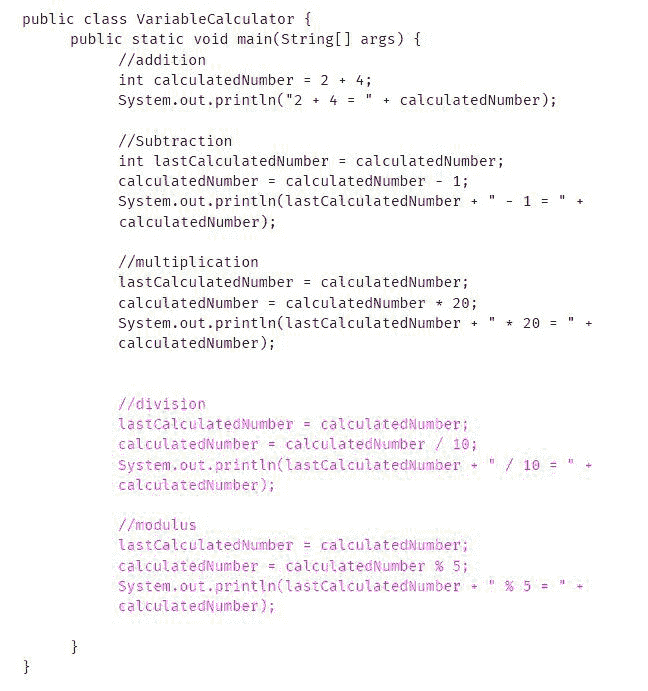 public class VariableCalculator {
public static void main(String[] args) {
//addition
int calculatedNumber = 2 + 4;
System.out.println("2 + 4 = " + calculatedNumber);
//Subtraction
int lastCalculatedNumber = calculatedNumber;
calculatedNumber = calculatedNumber - 1;
System.out.println(lastCalculatedNumber + " - 1 = " +
calculatedNumber);
//multiplication
lastCalculatedNumber = calculatedNumber;
calculatedNumber = calculatedNumber * 20;
System.out.println(lastCalculatedNumber + " * 20 = " +
calculatedNumber);
//division
lastCalculatedNumber = calculatedNumber;
calculatedNumber = calculatedNumber / 10;
System.out.println(lastCalculatedNumber + " / 10 = " +
calculatedNumber);
//modulus
lastCalculatedNumber = calculatedNumber;
calculatedNumber = calculatedNumber % 5;
System.out.println(lastCalculatedNumber + " % 5 = " +
calculatedNumber);
}
}